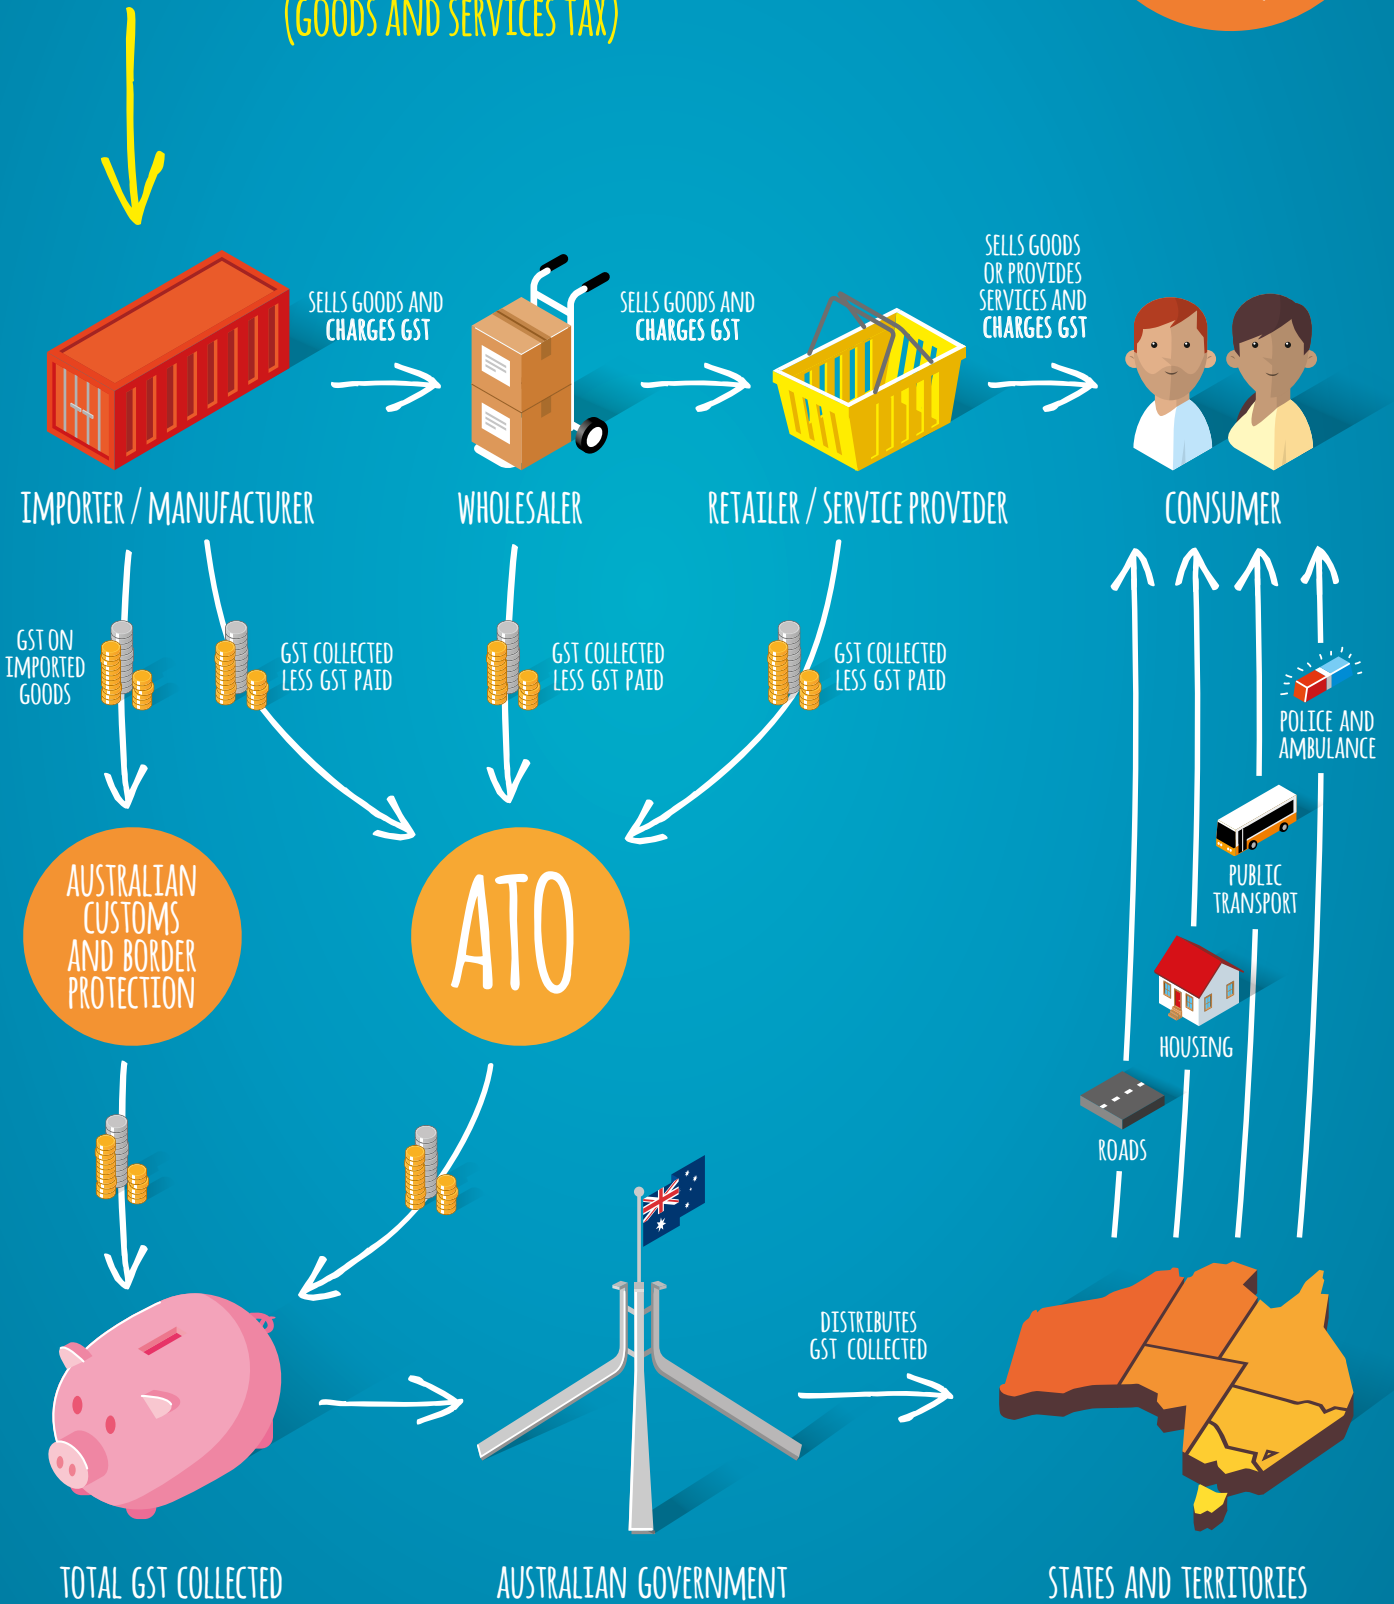 (GOODS AND SERVICES TAX)
SELLS GOODS AND
CHARGES GST
SELLS GOODS AND
CHARGES GST
SELLS GOODS
OR PROVIDES
SERVICES AND
CHARGES GST
IMPORTER / MANUFACTURER
WHOLESALER
RETAILER / SERVICE PROVIDER
CONSUMER
GST ON
IMPORTED
GOODS
GST COLLECTED
LESS GST PAID
GST COLLECTED
LESS GST PAID
GST COLLECTED
LESS GST PAID
POLICE AND
AMBULANCE
PUBLIC
TRANSPORT
AUSTRALIAN
CUSTOMS
AND BORDER
PROTECTION
ATO
HOUSING
ROADS
DISTRIBUTES
GST COLLECTED
TOTAL GST COLLECTED
AUSTRALIAN GOVERNMENT
STATES AND TERRITORIES